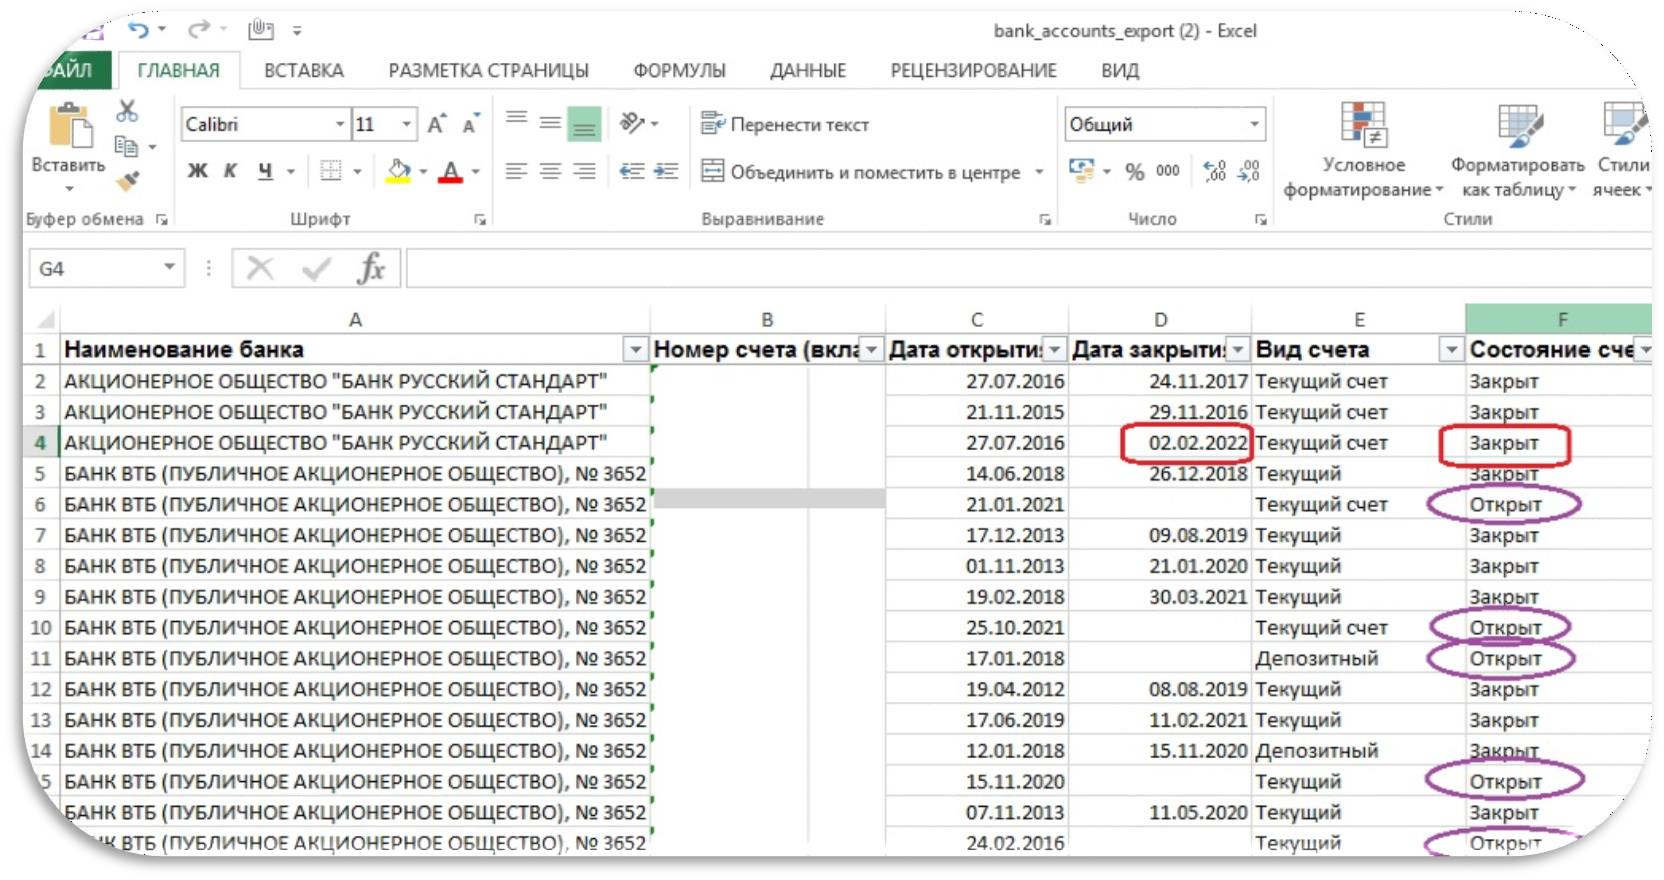 bank_accounts_export (2) - Excel
АЙЛ ГЛАВНАЯ ВСТАВКА РАЗМЕТКА СТРАНИЦЫ ФОРМУЛЫ ДАННЫЕ РЕЦЕНЗИРОВАНИЕ ВИД
Calibri 11 Перенести текст Общий
Вставить Ж К Ч А Объединить и поместить в центре % 000 Условное форматирование Форматировать как таблицу Стили ячеек
Буфер обмена Шрифт Выравнивание Число Стили
G4 fx
A B C D E F
1 Наименование банка Номер счета (вкла Дата открыти Дата закрыти Вид счета Состояние сче
2 АКЦИОНЕРНОЕ ОБЩЕСТВО "БАНК РУССКИЙ СТАНДАРТ" 27.07.2016 24.11.2017 Текущий счет Закрыт
3 АКЦИОНЕРНОЕ ОБЩЕСТВО "БАНК РУССКИЙ СТАНДАРТ" 21.11.2015 29.11.2016 Текущий счет Закрыт
4 АКЦИОНЕРНОЕ ОБЩЕСТВО "БАНК РУССКИЙ СТАНДАРТ" 27.07.2016 02.02.2022 Текущий счет Закрыт
5 БАНК ВТБ (ПУБЛИЧНОЕ АКЦИОНЕРНОЕ ОБЩЕСТВО), № 3652 14.06.2018 26.12.2018 Текущий Закрыт
6 БАНК ВТБ (ПУБЛИЧНОЕ АКЦИОНЕРНОЕ ОБЩЕСТВО), № 3652 21.01.2021 Текущий счет Открыт
7 БАНК ВТБ (ПУБЛИЧНОЕ АКЦИОНЕРНОЕ ОБЩЕСТВО), № 3652 17.12.2013 09.08.2019 Текущий Закрыт
8 БАНК ВТБ (ПУБЛИЧНОЕ АКЦИОНЕРНОЕ ОБЩЕСТВО), № 3652 01.11.2013 21.01.2020 Текущий Закрыт
9 БАНК ВТБ (ПУБЛИЧНОЕ АКЦИОНЕРНОЕ ОБЩЕСТВО), № 3652 19.02.2018 30.03.2021 Текущий Закрыт
10 БАНК ВТБ (ПУБЛИЧНОЕ АКЦИОНЕРНОЕ ОБЩЕСТВО), № 3652 25.10.2021 Текущий счет Открыт
11 БАНК ВТБ (ПУБЛИЧНОЕ АКЦИОНЕРНОЕ ОБЩЕСТВО), № 3652 17.01.2018 Депозитный Открыт
12 БАНК ВТБ (ПУБЛИЧНОЕ АКЦИОНЕРНОЕ ОБЩЕСТВО), № 3652 19.04.2012 08.08.2019 Текущий Закрыт
13 БАНК ВТБ (ПУБЛИЧНОЕ АКЦИОНЕРНОЕ ОБЩЕСТВО), № 3652 17.06.2019 11.02.2021 Текущий Закрыт
14 БАНК ВТБ (ПУБЛИЧНОЕ АКЦИОНЕРНОЕ ОБЩЕСТВО), № 3652 12.01.2018 15.11.2020 Депозитный Закрыт
5 БАНК ВТБ (ПУБЛИЧНОЕ АКЦИОНЕРНОЕ ОБЩЕСТВО), № 3652 15.11.2020 Текущий Открыт
БАНК ВТБ (ПУБЛИЧНОЕ АКЦИОНЕРНОЕ ОБЩЕСТВО), № 3652 07.11.2013 11.05.2020 Текущий Закрыт
НК ВТБ (ПУБЛИЧНОЕ АКЦИОНЕРНОЕ ОБЩЕСТВО), № 3652 24.02.2016 Текущий Открыт